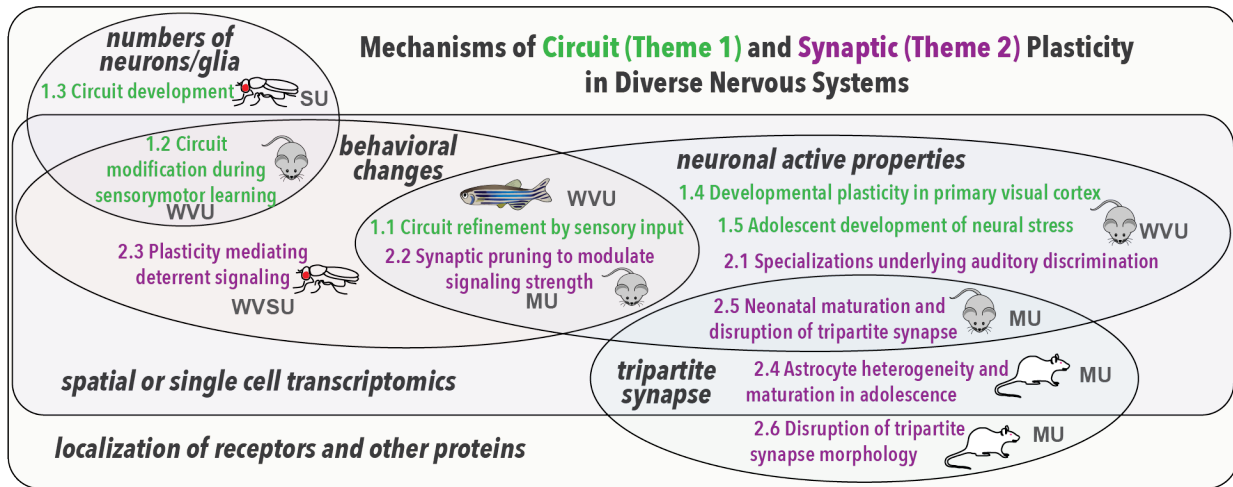 Mechanisms of Circuit (Theme 1) and Synaptic (Theme 2) Plasticity
in Diverse Nervous Systems
numbers of
neurons/glia
1.3 Circuit development
SU
1.2 Circuit
modification during
sensorymotor learning
WVU
behavioral
changes
2.3 Plasticity mediating
deterrent signaling
WVSU
WVU
1.1 Circuit refinement by sensory input
2.2 Synaptic pruning to modulate
signaling strength
MU
neuronal active properties
1.4 Developmental plasticity in primary visual cortex
1.5 Adolescent development of neural stress
WVU
2.1 Specializations underlying auditory discrimination
2.5 Neonatal maturation and
disruption of tripartite synapse
MU
tripartite
synapse
2.4 Astrocyte heterogeneity and
maturation in adolescence
MU
2.6 Disruption of tripartite
synapse morphology
MU
spatial or single cell transcriptomics
localization of receptors and other proteins